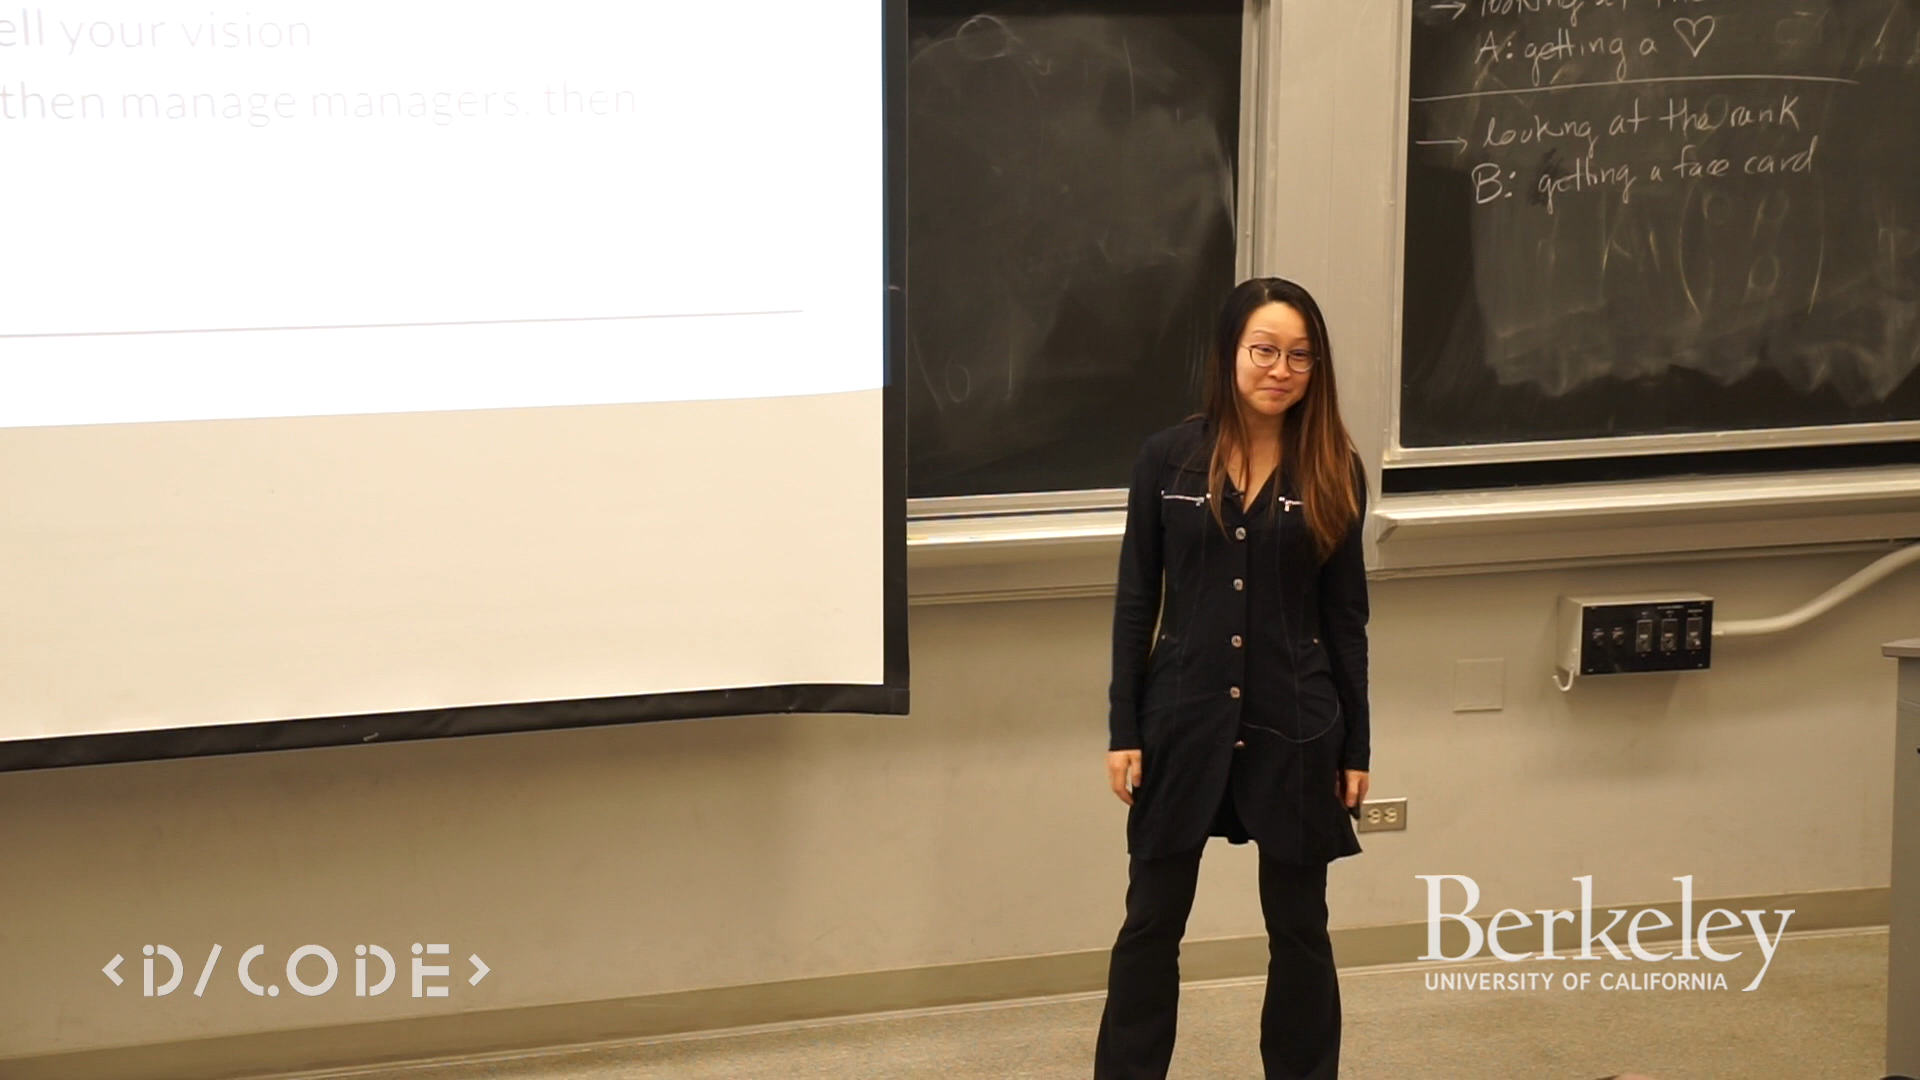 ell your vision
then manage managers, then
A: getting a ♡
→ looking at the rank
B: getting a face card
<D/CODE>
Berkeley
UNIVERSITY OF CALIFORNIA